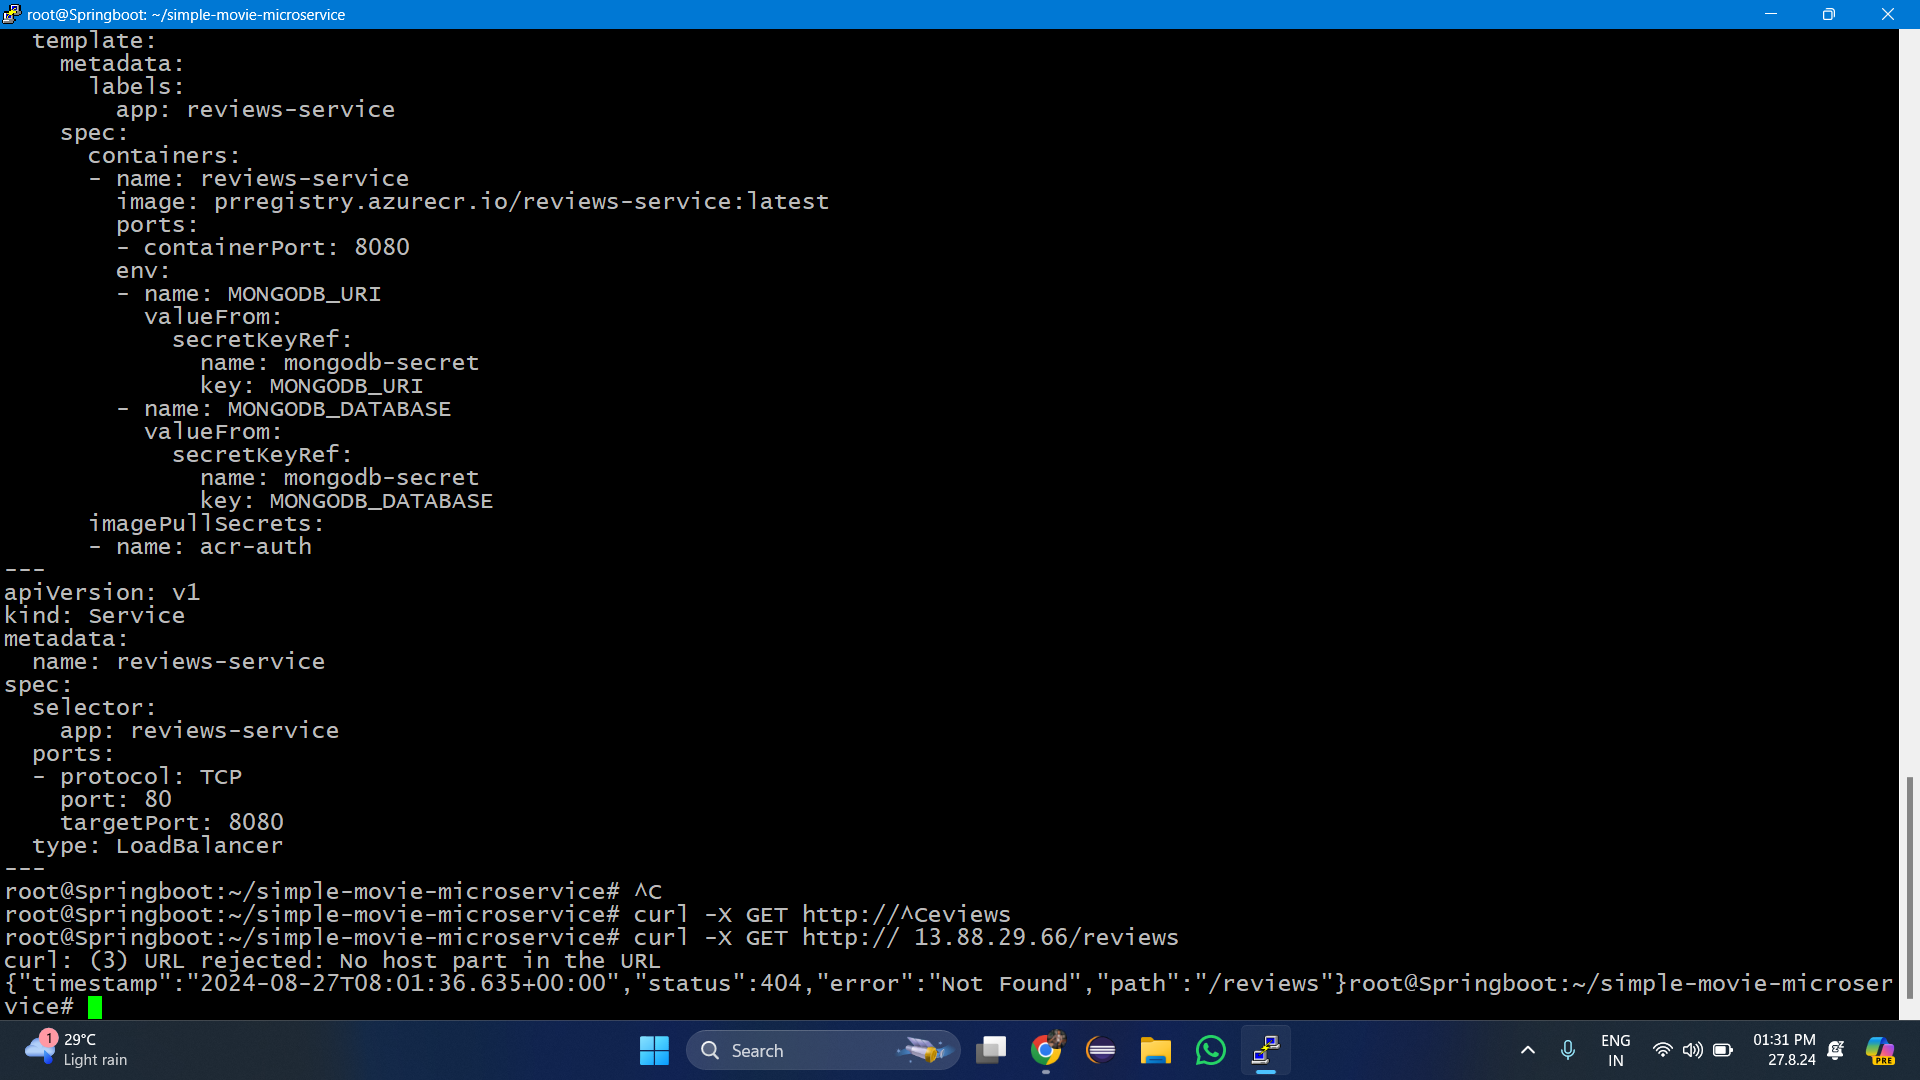 root@Springboot: ~/simple-movie-microservice
  template:
    metadata:
      labels:
        app: reviews-service
    spec:
      containers:
      - name: reviews-service
        image: prregistry.azurecr.io/reviews-service:latest
        ports:
        - containerPort: 8080
        env:
        - name: MONGODB_URI
          valueFrom:
            secretKeyRef:
              name: mongodb-secret
              key: MONGODB_URI
        - name: MONGODB_DATABASE
          valueFrom:
            secretKeyRef:
              name: mongodb-secret
              key: MONGODB_DATABASE
      imagePullSecrets:
      - name: acr-auth
---
apiVersion: v1
kind: Service
metadata:
  name: reviews-service
spec:
  selector:
    app: reviews-service
  ports:
  - protocol: TCP
    port: 80
    targetPort: 8080
  type: LoadBalancer
---
root@Springboot:~/simple-movie-microservice# ^C
root@Springboot:~/simple-movie-microservice# curl -X GET http://^Ceviews
root@Springboot:~/simple-movie-microservice# curl -X GET http:// 13.88.29.66/reviews
curl: (3) URL rejected: No host part in the URL
{"timestamp":"2024-08-27T08:01:36.635+00:00","status":404,"error":"Not Found","path":"/reviews"}root@Springboot:~/simple-movie-microser
vice#
1
29°C
Light rain
Search
ENG
IN
01:31 PM
27.8.24
PRE